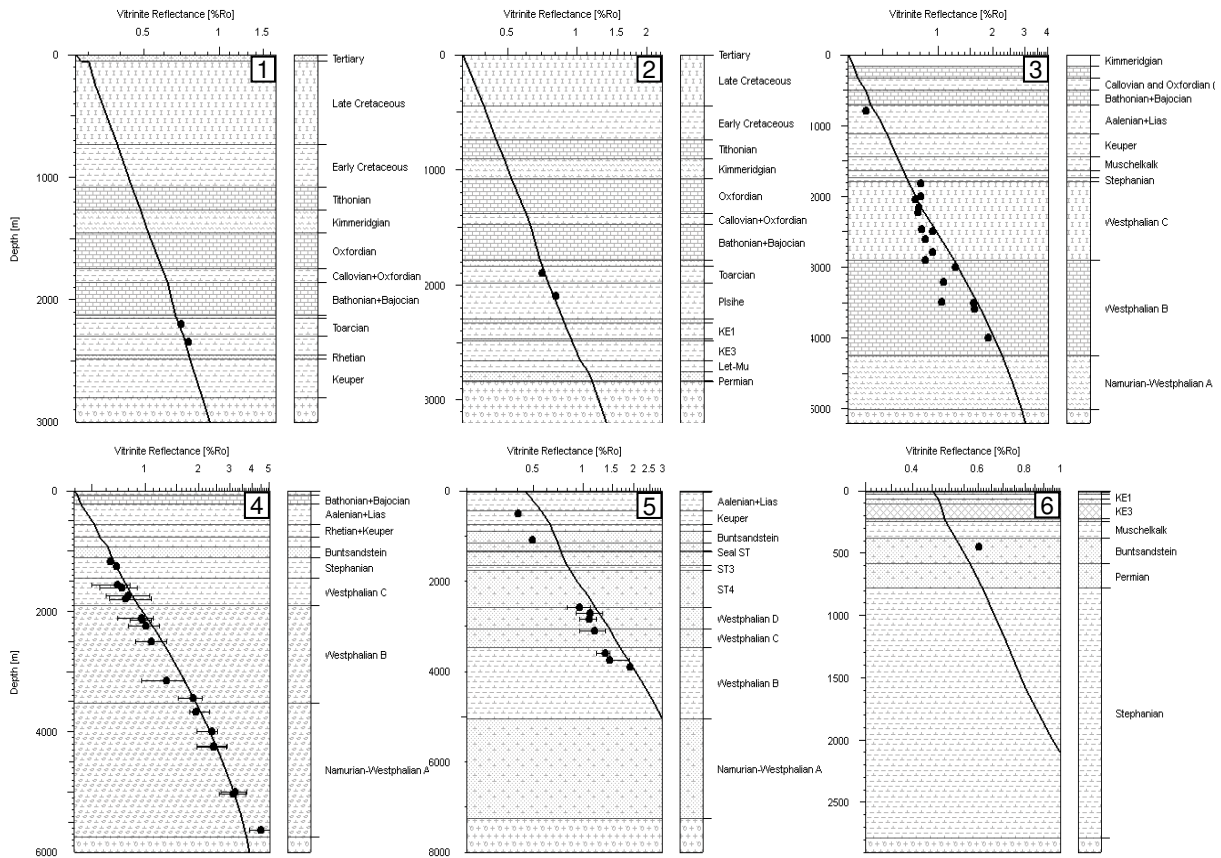 Vitrinite Reflectance [%Ro]
0.5 1 1.5
1
Depth [m]
0
1000
2000
3000
Tertiary
Late Cretaceous
Early Cretaceous
Tithonian
Kimmeridgian
Oxfordian
Callovian+Oxfordian
Bathonian+Bajocian
Toarcian
Rhetian
Keuper
Vitrinite Reflectance [%Ro]
0.5 1 2
2
0
1000
2000
3000
Tertiary
Late Cretaceous
Early Cretaceous
Tithonian
Kimmeridgian
Oxfordian
Callovian+Oxfordian
Bathonian+Bajocian
Toarcian
Plsihe
KE1
KE3
Let-Mu
Permian
Vitrinite Reflectance [%Ro]
1 2 3 4
3
0
1000
2000
3000
4000
5000
Kimmeridgian
Callovian and Oxfordian (
Bathonian+Bajocian
Aalenian+Lias
Keuper
Muschelkalk
Stephanian
Westphalian C
Westphalian B
Namurian-Westphalian A
Vitrinite Reflectance [%Ro]
1 2 3 4 5
4
Depth [m]
0
2000
4000
6000
Bathonian+Bajocian
Aalenian+Lias
Rhetian+Keuper
Buntsandstein
Stephanian
Westphalian C
Westphalian B
Namurian-Westphalian A
Vitrinite Reflectance [%Ro]
0.5 1 1.5 2 2.5 3
5
0
2000
4000
6000
8000
Aalenian+Lias
Keuper
Buntsandstein
Seal ST
ST3
ST4
Westphalian D
Westphalian C
Westphalian B
Namurian-Westphalian A
Vitrinite Reflectance [%Ro]
0.4 0.6 0.8 1
6
0
500
1000
1500
2000
2500
KE1
KE3
Muschelkalk
Buntsandstein
Permian
Stephanian